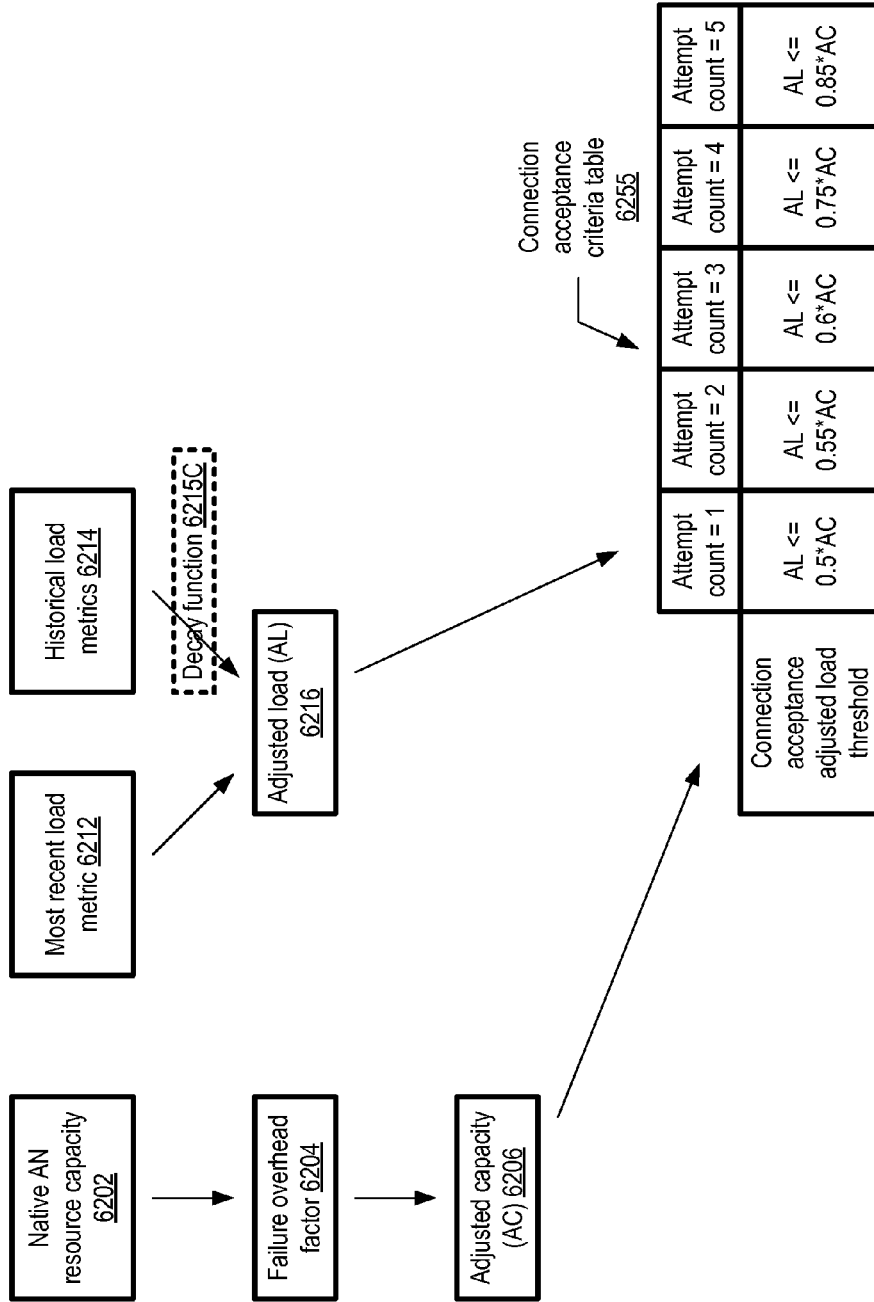 Native AN
resource capacity
6202
Most recent load
metric 6212
Historical load
metrics 6214
Decay function 6215C
Failure overhead
factor 6204
Adjusted load (AL)
6216
Adjusted capacity
(AC) 6206
Connection
acceptance
criteria table
6255
Attempt
count = 1
Attempt
count = 2
Attempt
count = 3
Attempt
count = 4
Attempt
count = 5
Connection
acceptance
adjusted load
threshold
AL <=
0.5*AC
AL <=
0.55*AC
AL <=
0.6*AC
AL <=
0.75*AC
AL <=
0.85*AC